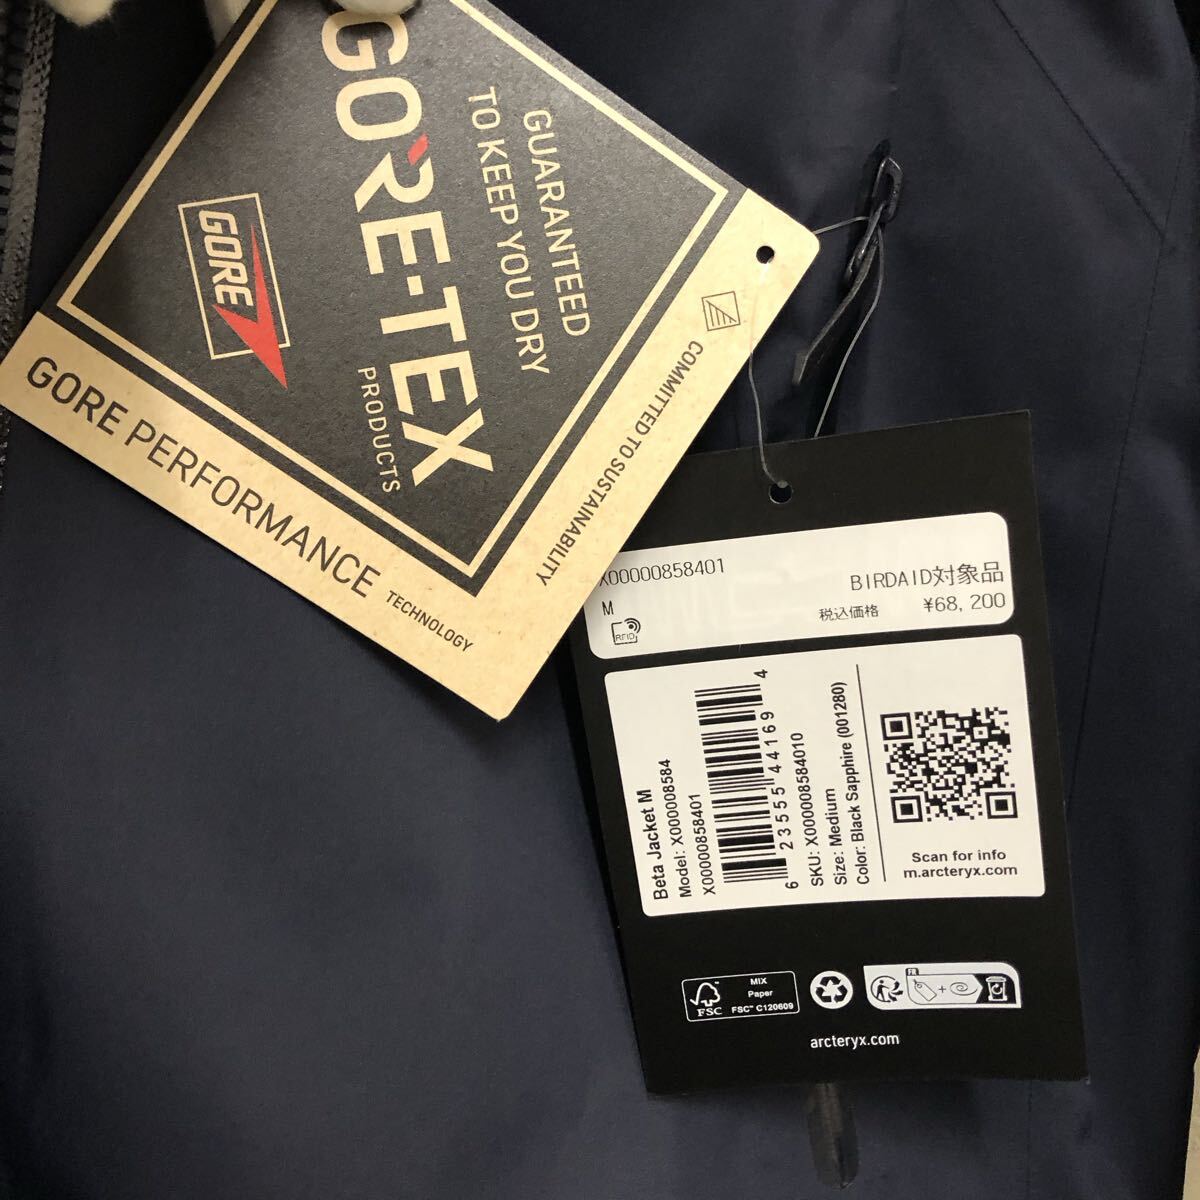 GORE-TEX
PRODUCTS
GUARANTEED
TO KEEP YOU DRY
GORE
GORE PERFORMANCE TECHNOLOGY
COMMITTED TO SUSTAINABILITY
X00000858401
M
RFID
BIRDAID対象品
税込価格 ¥68,200
Beta Jacket M
Model: X000008584
X00000858401
6 23555 44169 4
SKU: X000008584010
Size: Medium
Color: Black Sapphire (001280)
Scan for info
m.arcteryx.com
FSC
MIX
Paper
FSC™ C120609
FR
arcteryx.com